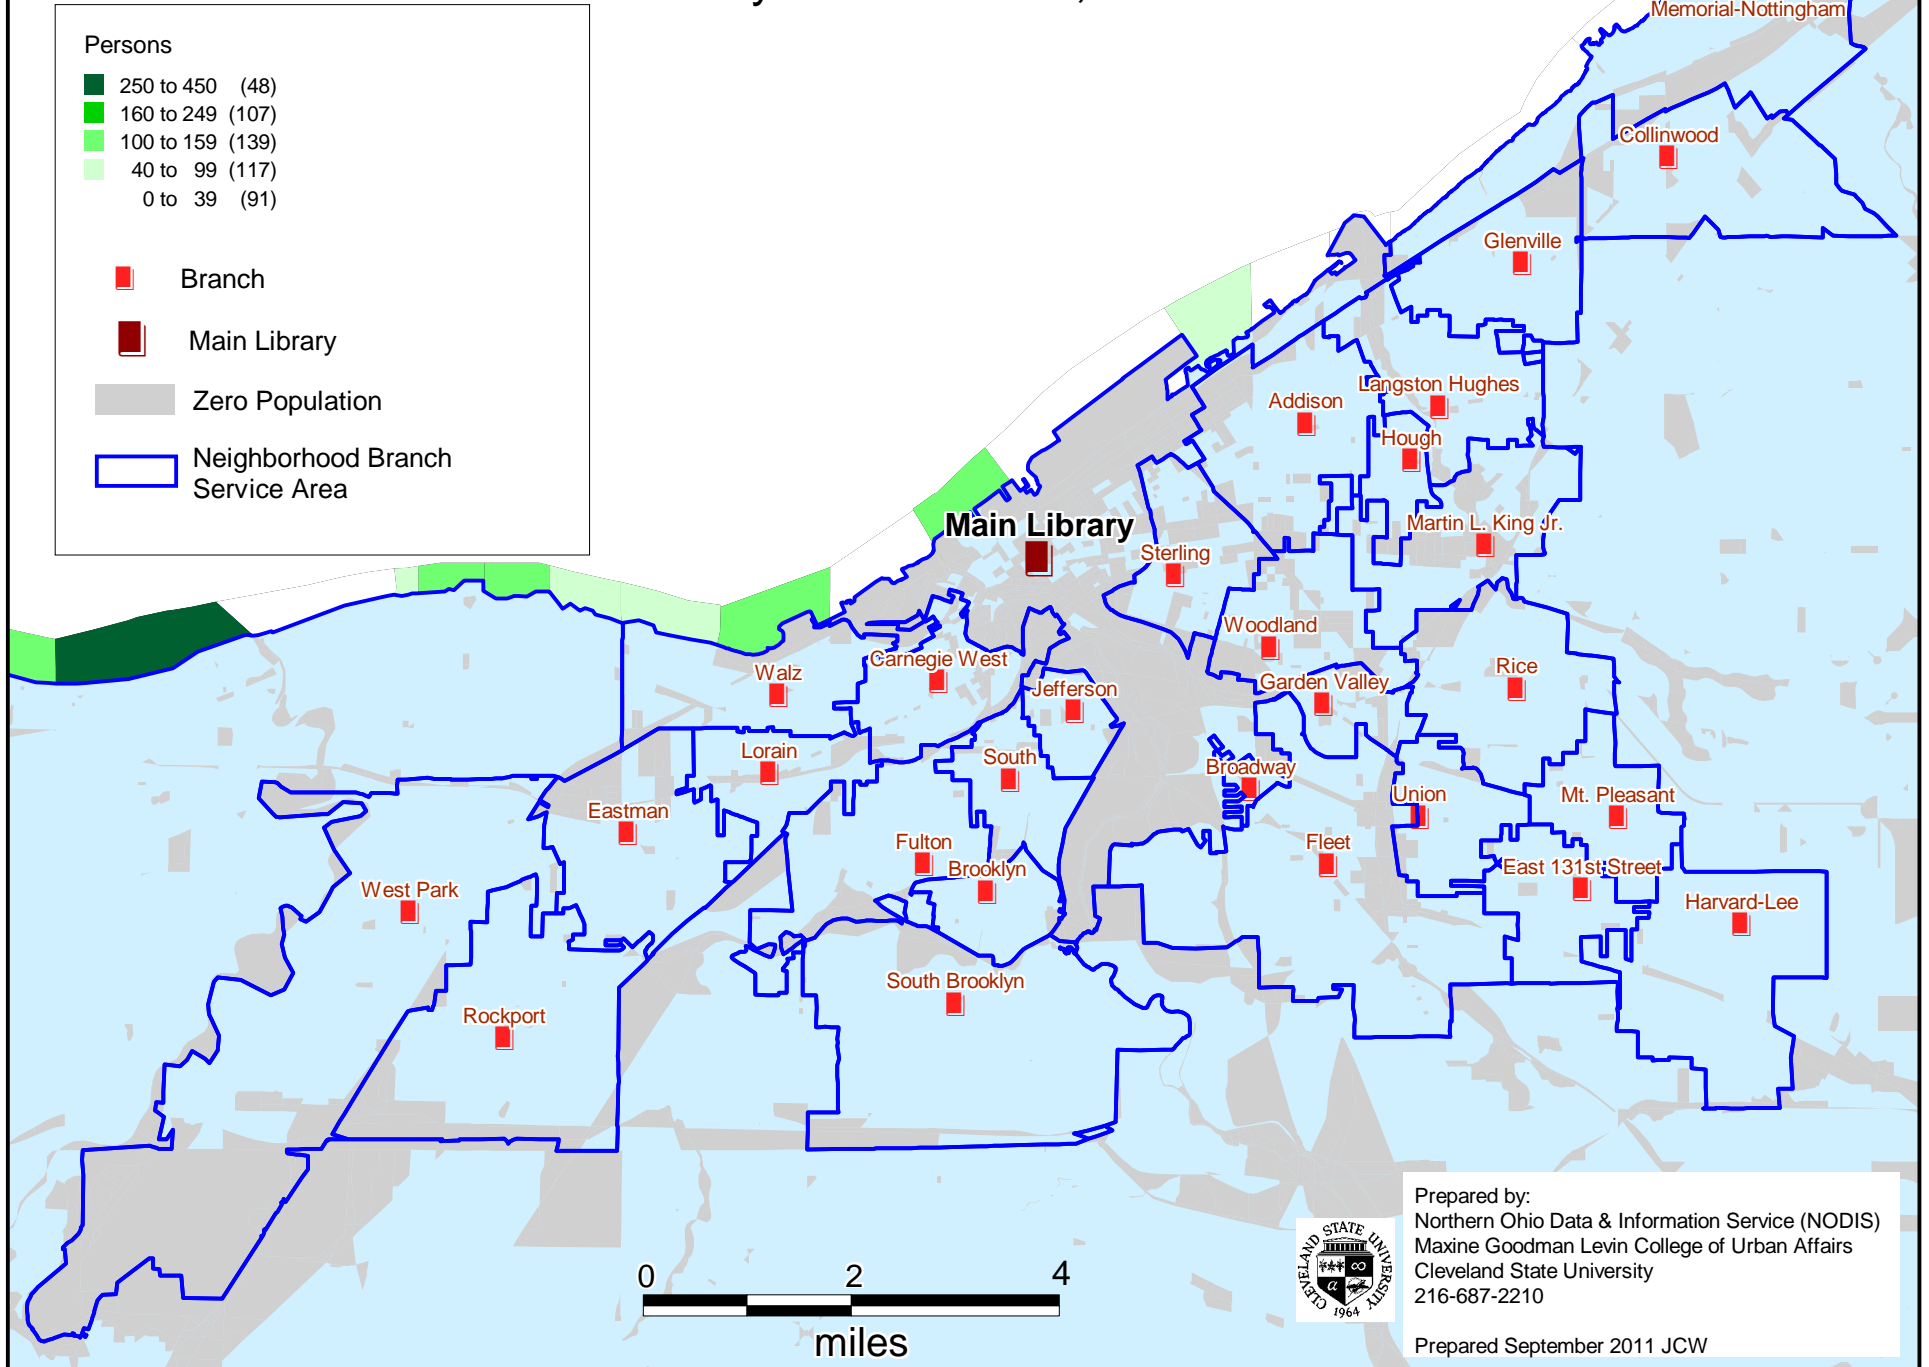 Memorial-Nottingham
Persons
250 to 450 (48)
160 to 249 (107)
100 to 159 (139)
40 to 99 (117)
0 to 39 (91)
Branch
Main Library
Zero Population
Neighborhood Branch
Service Area
Collinwood
Glenville
Langston Hughes
Addison
Hough
Main Library
Martin L. King Jr.
Sterling
Woodland
Carnegie West
Walz
Rice
Garden Valley
Jefferson
Lorain
South
Broadway
Union
Mt. Pleasant
Eastman
Fulton
Fleet
Brooklyn
East 131st Street
West Park
Harvard-Lee
South Brooklyn
Rockport
0 2 4
miles
CLEVELAND STATE UNIVERSITY
1964
Prepared by:
Northern Ohio Data & Information Service (NODIS)
Maxine Goodman Levin College of Urban Affairs
Cleveland State University
216-687-2210
Prepared September 2011 JCW